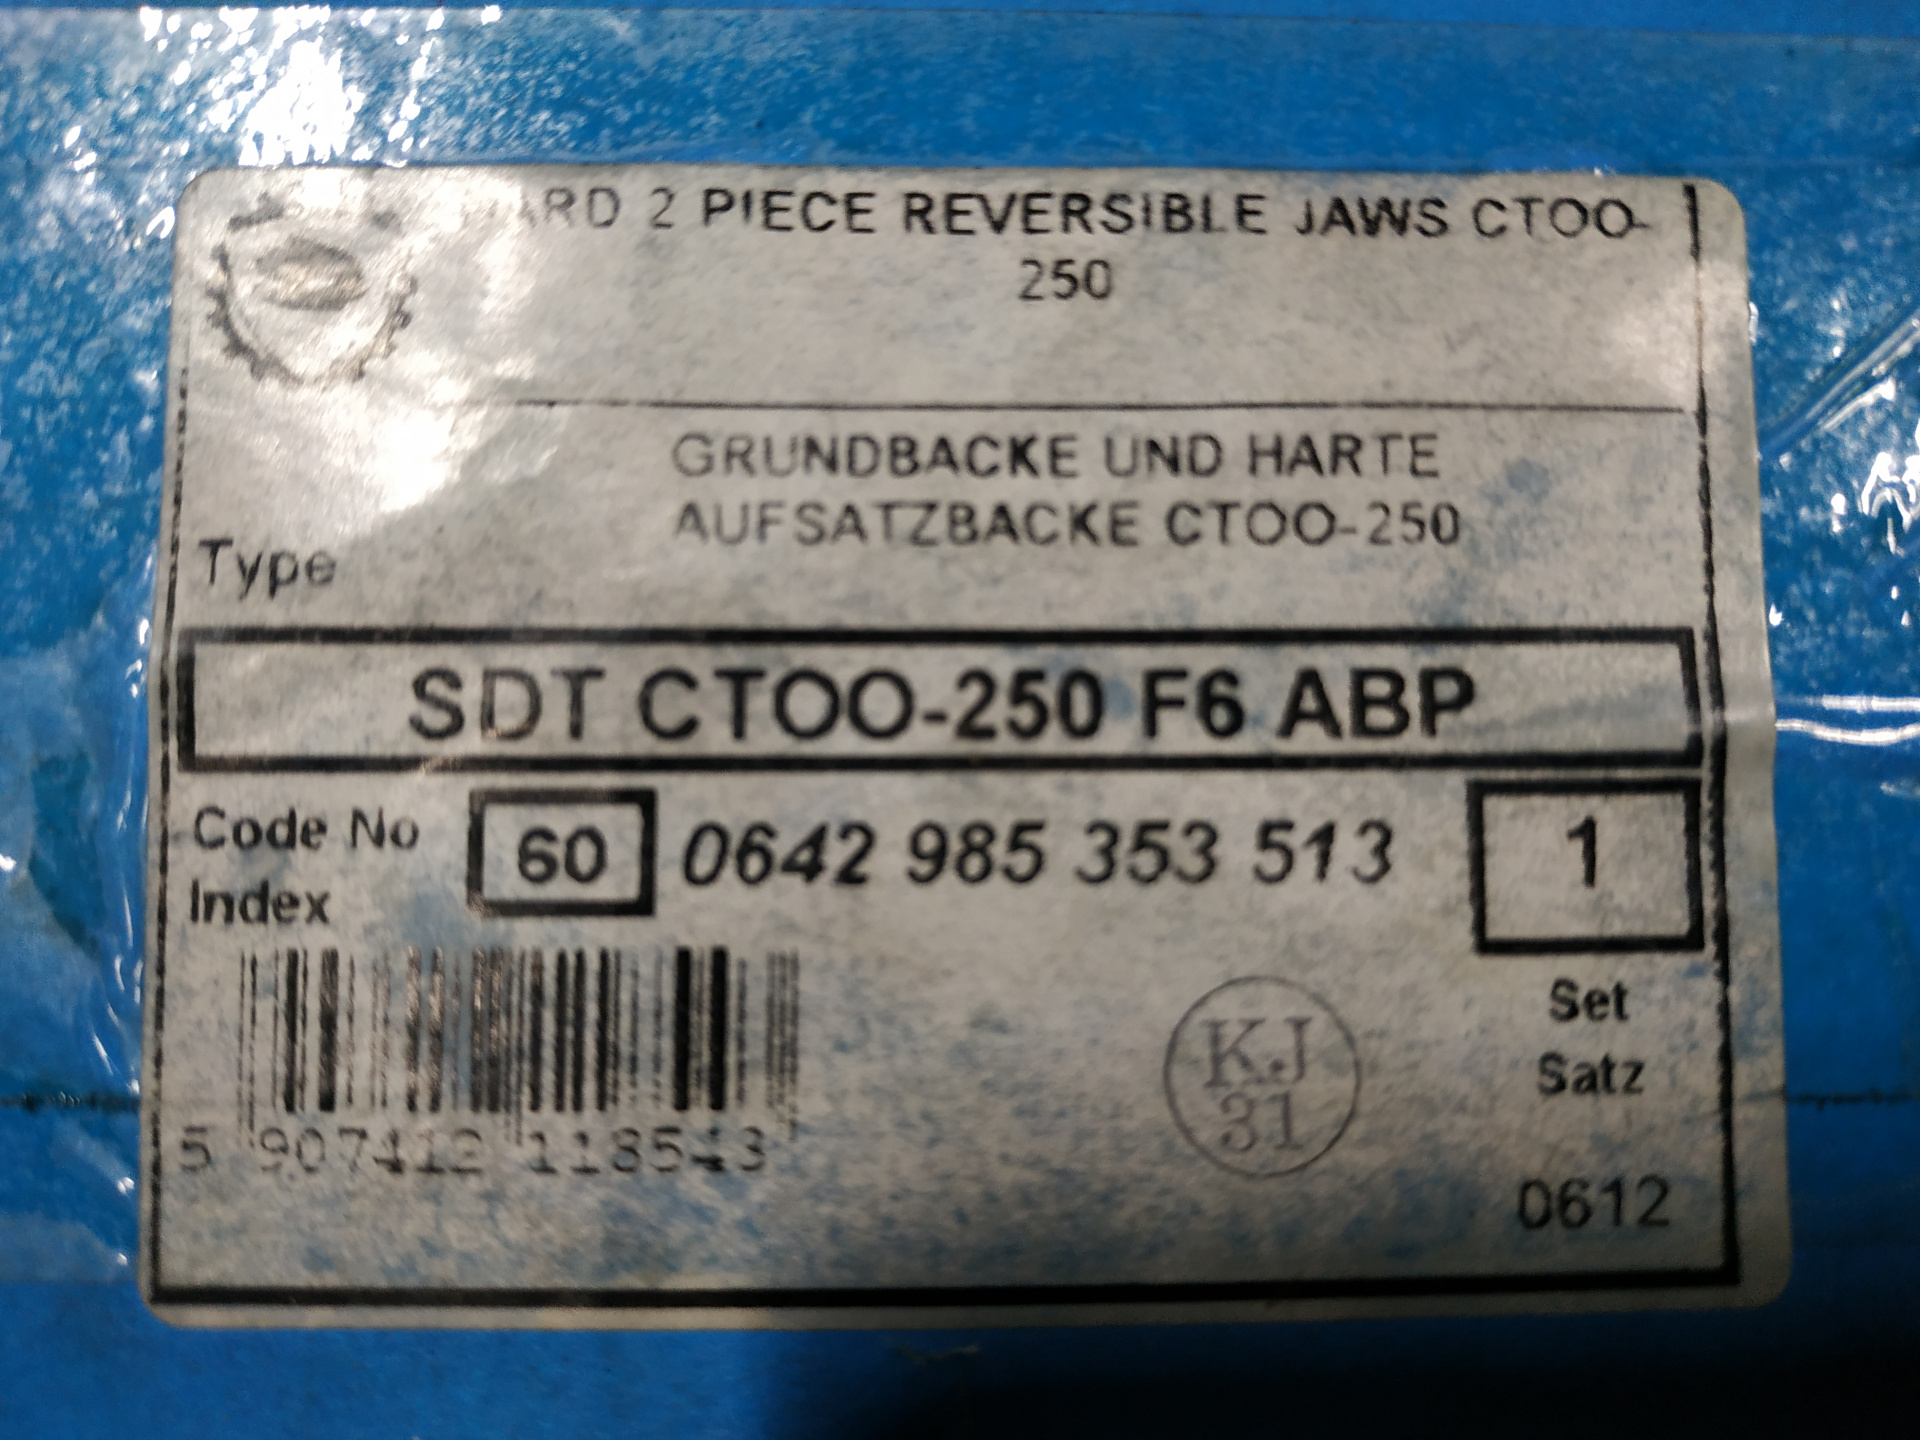 2 PIECE REVERSIBLE JAWS CTOO-
250
GRUNDBACKE UND HARTE
AUFSATZBACKE CTOO-250
Type
SDT CTOO-250 F6 ABP
Code No
Index
60 0642 985 353 513
1
Set
Satz
5 907412 118543
KJ
31
0612